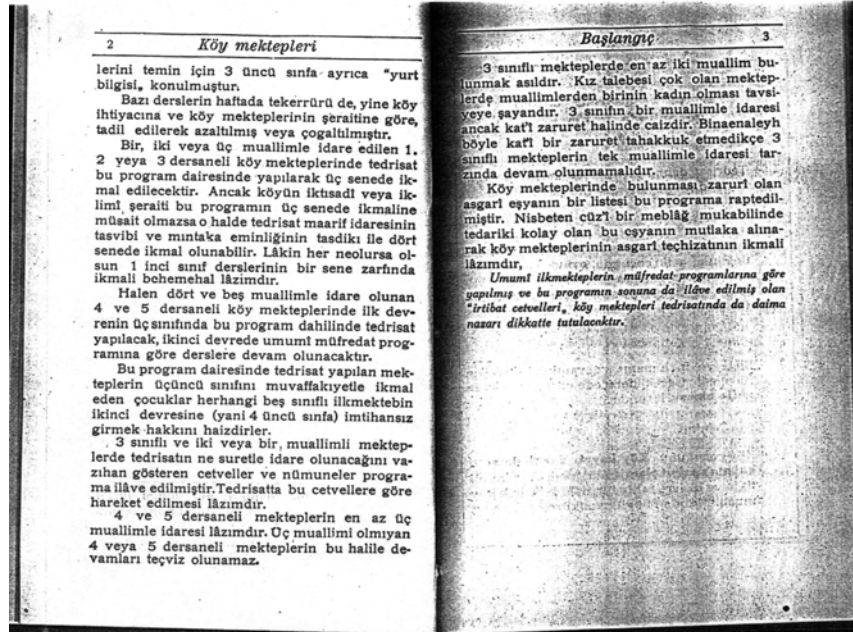 2 Köy mektepleri
lerini temin için 3 üncü sınfa ayrıca “yurt
bilgisi„ konulmuştur.
Bazı derslerin haftada tekerrürü de, yine köy
ihtiyacına ve köy mekteplerinin şeraitine göre,
tadil edilerek azaltılmış veya çoğaltılmıştır.
Bir, iki veya üç muallimle idare edilen 1.
2 veya 3 dersaneli köy mekteplerinde tedrisat
bu program dairesinde yapılarak üç senede ik-
mal edilecektir. Ancak köyün iktısadî veya ik-
limî şeraiti bu programın üç senede ikmaline
müsait olmazsa o halde tedrisat maarif idaresinin
tasvibi ve mıntaka eminliğinin tasdikı ile dört
senede ikmal olunabilir. Lâkin her neolursa ol-
sun 1 inci sınıf derslerinin bir sene zarfında
ikmali behemehal lâzımdır.
Halen dört ve beş muallimle idare olunan
4 ve 5 dersaneli köy mekteplerinde ilk dev-
renin üç sınıfında bu program dahilinde tedrisat
yapılacak, ikinci devrede umumî müfredat prog-
ramına göre derslere devam olunacaktır.
Bu program dairesinde tedrisat yapılan mek-
teplerin üçüncü sınıfını muvaffakıyetle ikmal
eden çocuklar herhangi beş sınıflı ilkmektebin
ikinci devresine (yani 4 üncü sınfa) imtihansız
girmek hakkını haizdirler.
3 sınıflı ve iki veya bir muallimli mektep-
lerde tedrisatın ne suretle idare olunacağını va-
zıhan gösteren cetveller ve nümuneler progra-
ma ilâve edilmiştir. Tedrisatta bu cetvellere göre
hareket edilmesi lâzımdır.
4 ve 5 dersaneli mekteplerin en az üç
muallimle idaresi lâzımdır. Üç muallimi olmıyan
4 veya 5 dersaneli mekteplerin bu halile de-
vamları teçviz olunamaz.
Başlangıç 3
3 sınıflı mekteplerde en az iki muallim bu-
lunmak asıldır. Kız talebesi çok olan mektep-
lerde muallimlerden birinin kadın olması tavsi-
yeye şayandır. 3 sınıfın bir muallimle idaresi
ancak kat'î zaruret halinde caizdir. Binaenaleyh
böyle kat'î bir zaruret tahakkuk etmedikçe 3
sınıflı mekteplerin tek muallimle idaresi tar-
zında devam olunmamalıdır.
Köy mekteplerinde bulunması zarurî olan
asgarî eşyanın bir listesi bu programa raptedil-
miştir. Nisbeten cüz'î bir meblâğ mukabilinde
tedariki kolay olan bu eşyanın mutlaka alına-
rak köy mekteplerinin asgarî teçhizatının ikmali
lâzımdır,
Umumî ilkmekteplerin müfredat programlarına göre
yapılmış ve bu programın sonuna da ilâve edilmiş olan
“irtibat cetvelleri„ köy mektepleri tedrisatında da daima
nazarı dikkatte tutulacaktır.